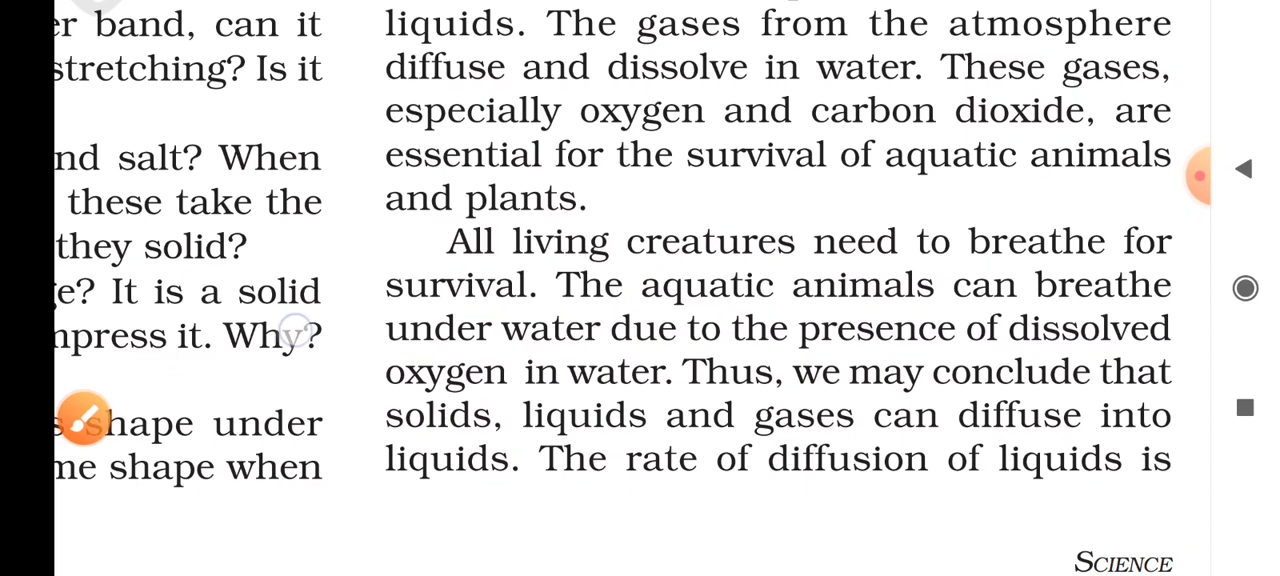 er band, can it
stretching? Is it
nd salt? When
these take the
they solid?
e? It is a solid
mpress it. Why?
shape under
me shape when
liquids. The gases from the atmosphere
diffuse and dissolve in water. These gases,
especially oxygen and carbon dioxide, are
essential for the survival of aquatic animals
and plants.
All living creatures need to breathe for
survival. The aquatic animals can breathe
under water due to the presence of dissolved
oxygen in water. Thus, we may conclude that
solids, liquids and gases can diffuse into
liquids. The rate of diffusion of liquids is
SCIENCE